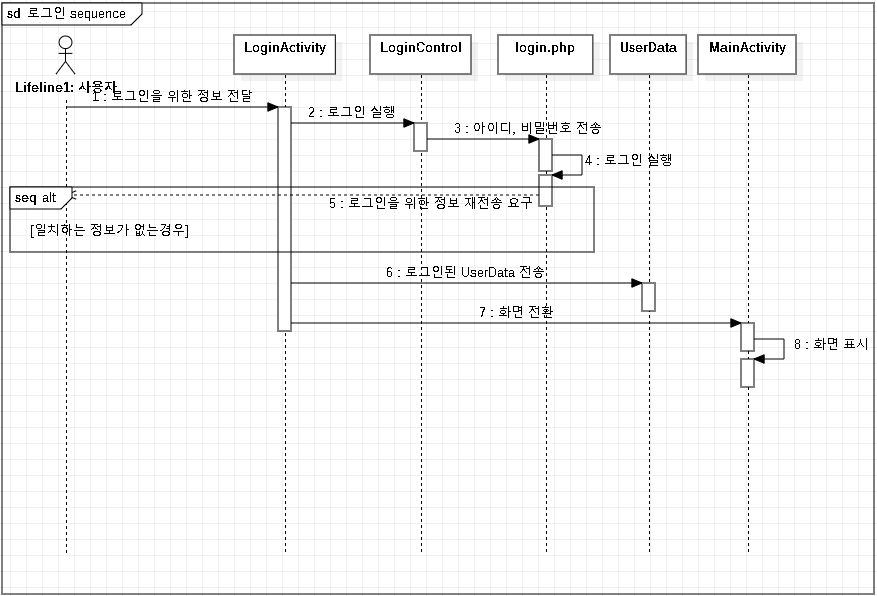 sd 로그인 sequence
LoginActivity
LoginControl
login.php
UserData
MainActivity
Lifeline1: 사용자
1 : 로그인을 위한 정보 전달
2 : 로그인 실행
3 : 아이디, 비밀번호 전송
4 : 로그인 실행
seq alt
5 : 로그인을 위한 정보 재전송 요구
[일치하는 정보가 없는경우]
6 : 로그인된 UserData 전송
7 : 화면 전환
8 : 화면 표시